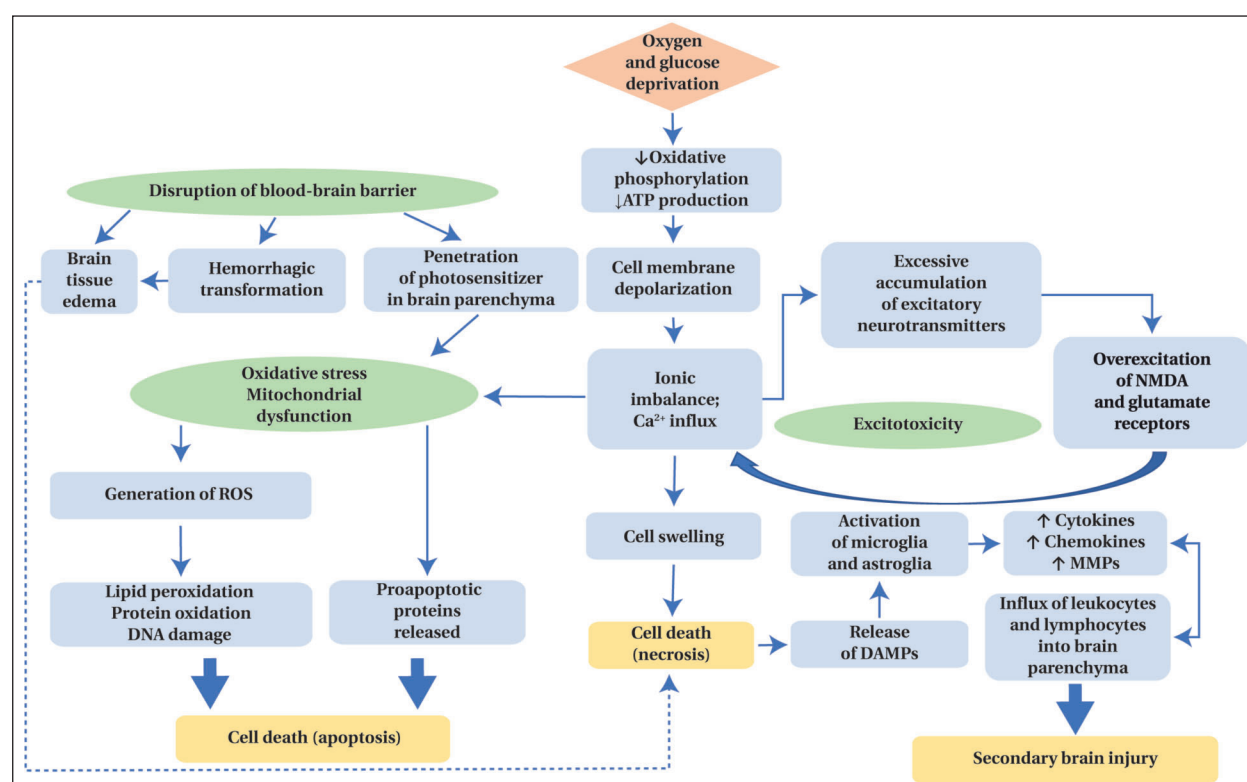 Oxygen
and glucose
deprivation
↓Oxidative
phosphorylation
↓ATP production
Disruption of blood-brain barrier
Brain
tissue
edema
Hemorrhagic
transformation
Penetration
of photosensitizer
in brain parenchyma
Cell membrane
depolarization
Excessive
accumulation
of excitatory
neurotransmitters
Oxidative stress
Mitochondrial
dysfunction
Ionic
imbalance;
Ca²⁺ influx
Excitotoxicity
Overexcitation
of NMDA
and glutamate
receptors
Generation of ROS
Cell swelling
Activation
of microglia
and astroglia
↑ Cytokines
↑ Chemokines
↑ MMPs
Lipid peroxidation
Protein oxidation
DNA damage
Proapoptotic
proteins
released
Cell death
(necrosis)
Release
of DAMPs
Influx of leukocytes
and lymphocytes
into brain
parenchyma
Cell death (apoptosis)
Secondary brain injury